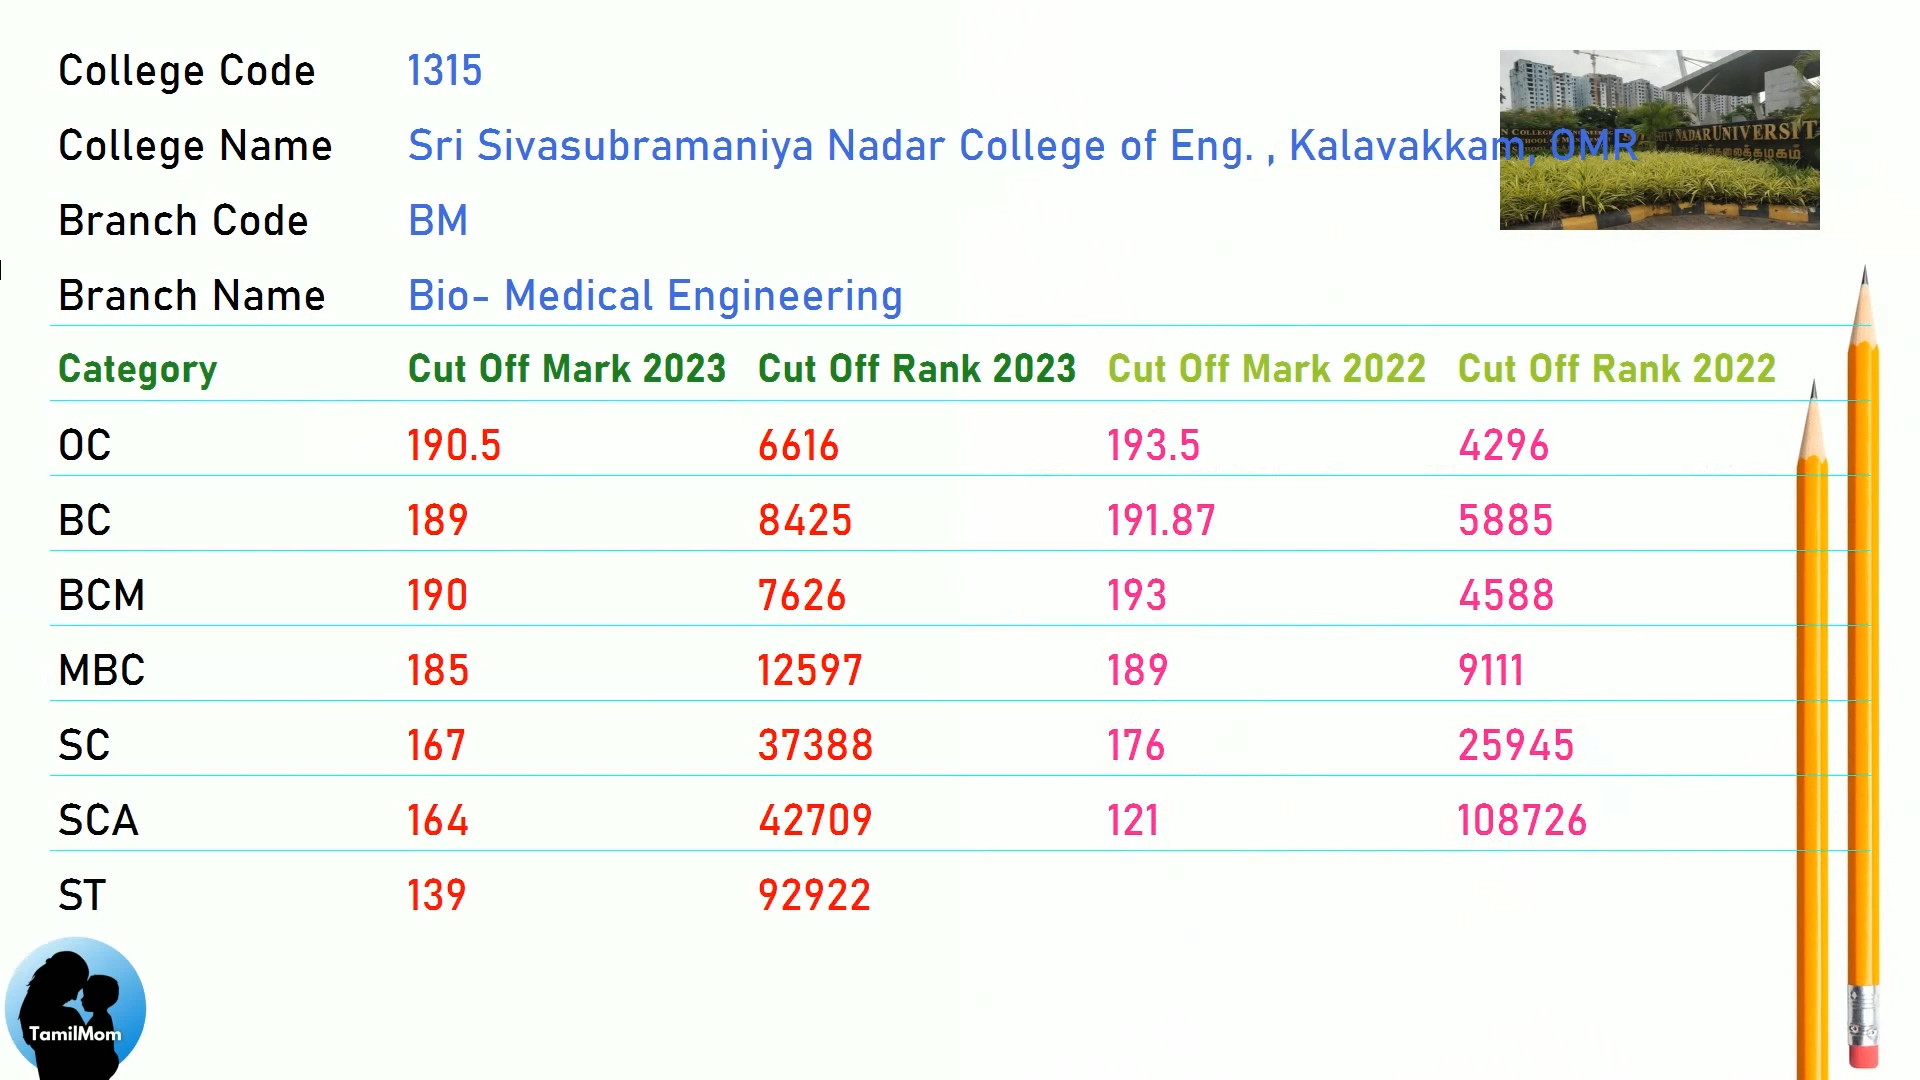 College Code 1315
College Name Sri Sivasubramaniya Nadar College of Eng. , Kalavakkam, OMR
NADAR UNIVERSIT
Branch Code BM
Branch Name Bio- Medical Engineering
Category Cut Off Mark 2023 Cut Off Rank 2023 Cut Off Mark 2022 Cut Off Rank 2022
OC 190.5 6616 193.5 4296
BC 189 8425 191.87 5885
BCM 190 7626 193 4588
MBC 185 12597 189 9111
SC 167 37388 176 25945
SCA 164 42709 121 108726
ST 139 92922
TamilMom